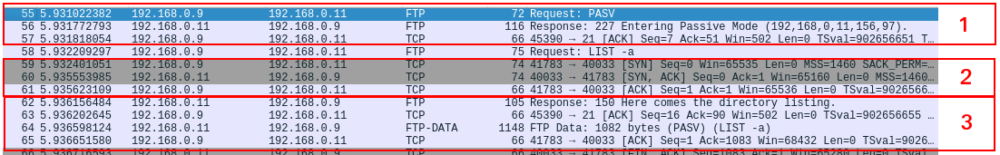 55 5.931022382 192.168.0.9 192.168.0.11 FTP 72 Request: PASV
56 5.931772793 192.168.0.11 192.168.0.9 FTP 116 Response: 227 Entering Passive Mode (192,168,0,11,156,97).
57 5.931818054 192.168.0.9 192.168.0.11 TCP 66 45390 → 21 [ACK] Seq=7 Ack=51 Win=502 Len=0 TSval=902656651 T…
1
58 5.932209297 192.168.0.9 192.168.0.11 FTP 75 Request: LIST -a
59 5.932401051 192.168.0.9 192.168.0.11 TCP 74 41783 → 40033 [SYN] Seq=0 Win=65535 Len=0 MSS=1460 SACK_PERM=…
60 5.935553985 192.168.0.11 192.168.0.9 TCP 74 40033 → 41783 [SYN, ACK] Seq=0 Ack=1 Win=65160 Len=0 MSS=1460…
61 5.935623109 192.168.0.9 192.168.0.11 TCP 66 41783 → 40033 [ACK] Seq=1 Ack=1 Win=65536 Len=0 TSval=9026566…
2
62 5.936156484 192.168.0.11 192.168.0.9 FTP 105 Response: 150 Here comes the directory listing.
63 5.936202645 192.168.0.9 192.168.0.11 TCP 66 45390 → 21 [ACK] Seq=16 Ack=90 Win=502 Len=0 TSval=902656655 …
64 5.936598124 192.168.0.11 192.168.0.9 FTP-DATA 1148 FTP Data: 1082 bytes (PASV) (LIST -a)
65 5.936651580 192.168.0.9 192.168.0.11 TCP 66 41783 → 40033 [ACK] Seq=1 Ack=1083 Win=68432 Len=0 TSval=9026…
3